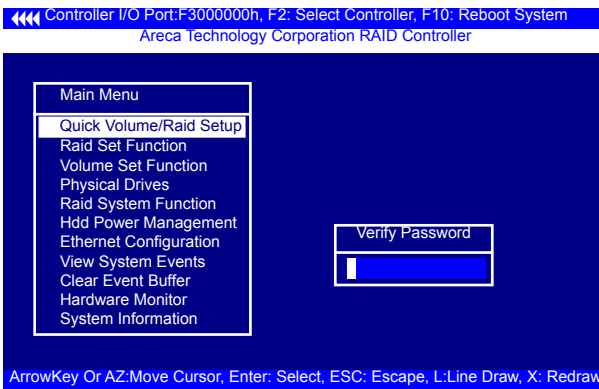 Controller I/O Port:F3000000h, F2: Select Controller, F10: Reboot System
Areca Technology Corporation RAID Controller
Main Menu
Quick Volume/Raid Setup
Raid Set Function
Volume Set Function
Physical Drives
Raid System Function
Hdd Power Management
Ethernet Configuration
View System Events
Clear Event Buffer
Hardware Monitor
System Information
Verify Password
ArrowKey Or AZ:Move Cursor, Enter: Select, ESC: Escape, L:Line Draw, X: Redraw